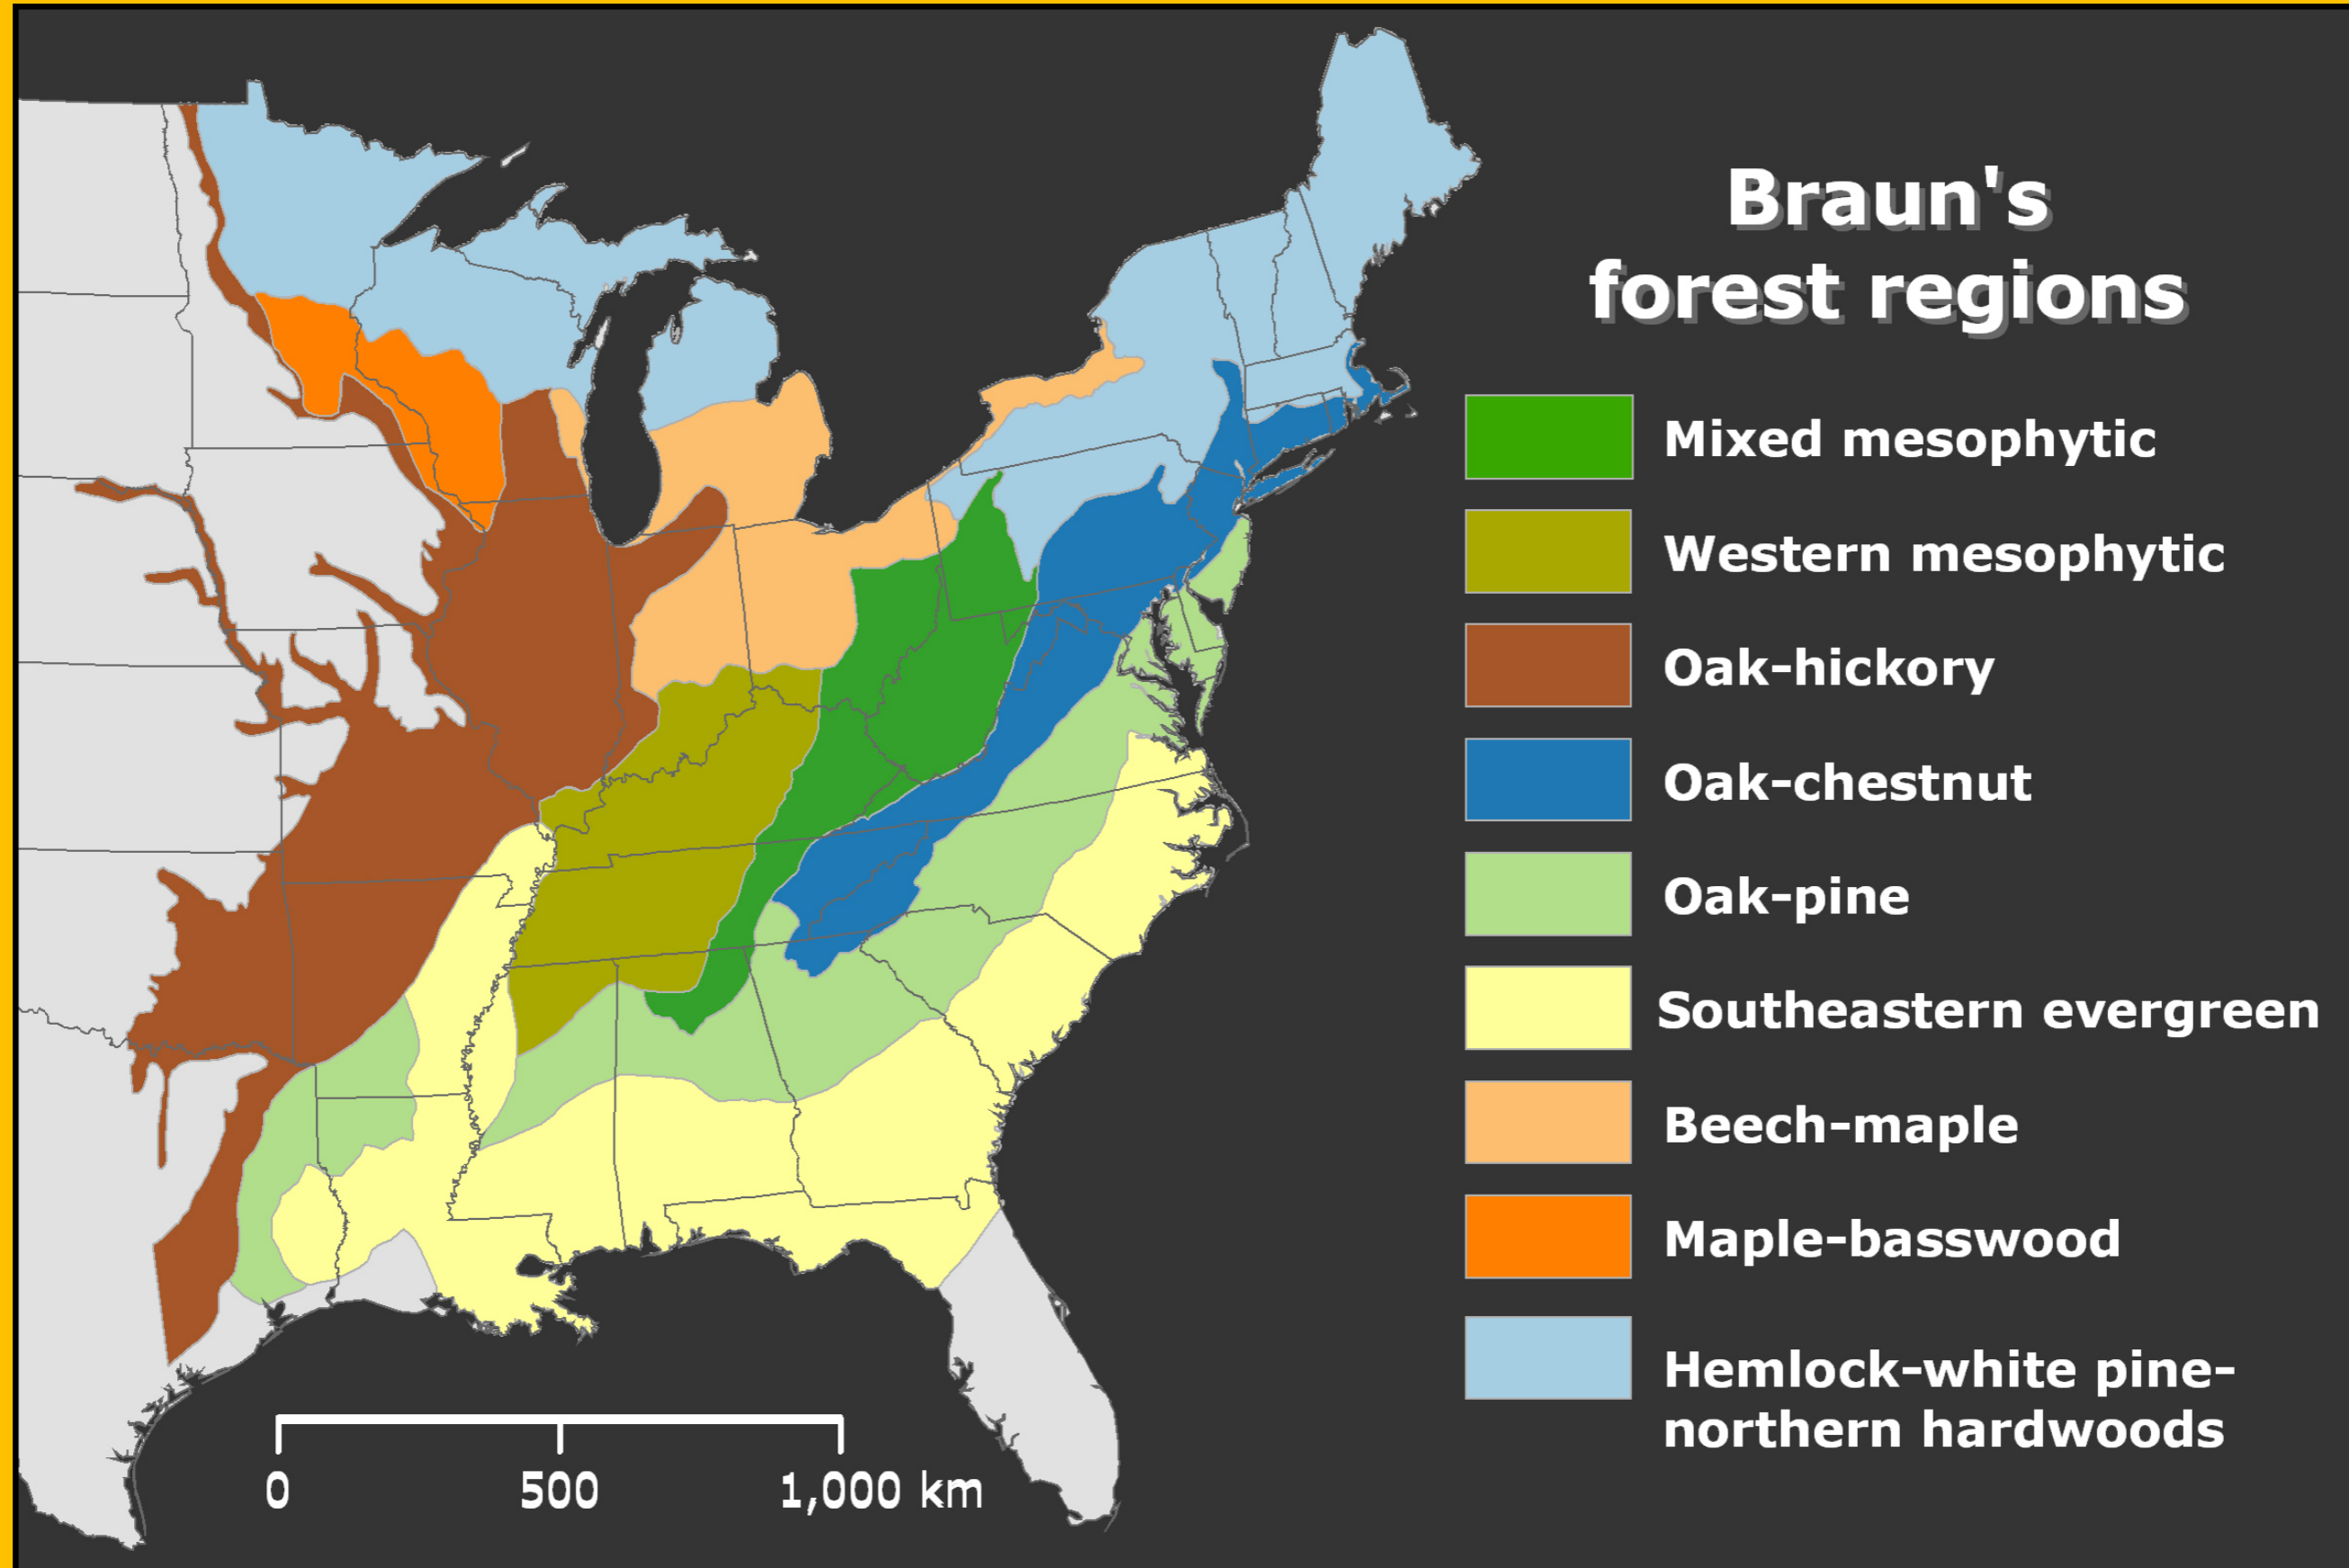 Braun's
forest regions
Mixed mesophytic
Western mesophytic
Oak-hickory
Oak-chestnut
Oak-pine
Southeastern evergreen
Beech-maple
Maple-basswood
Hemlock-white pine-
northern hardwoods
0 500 1,000 km